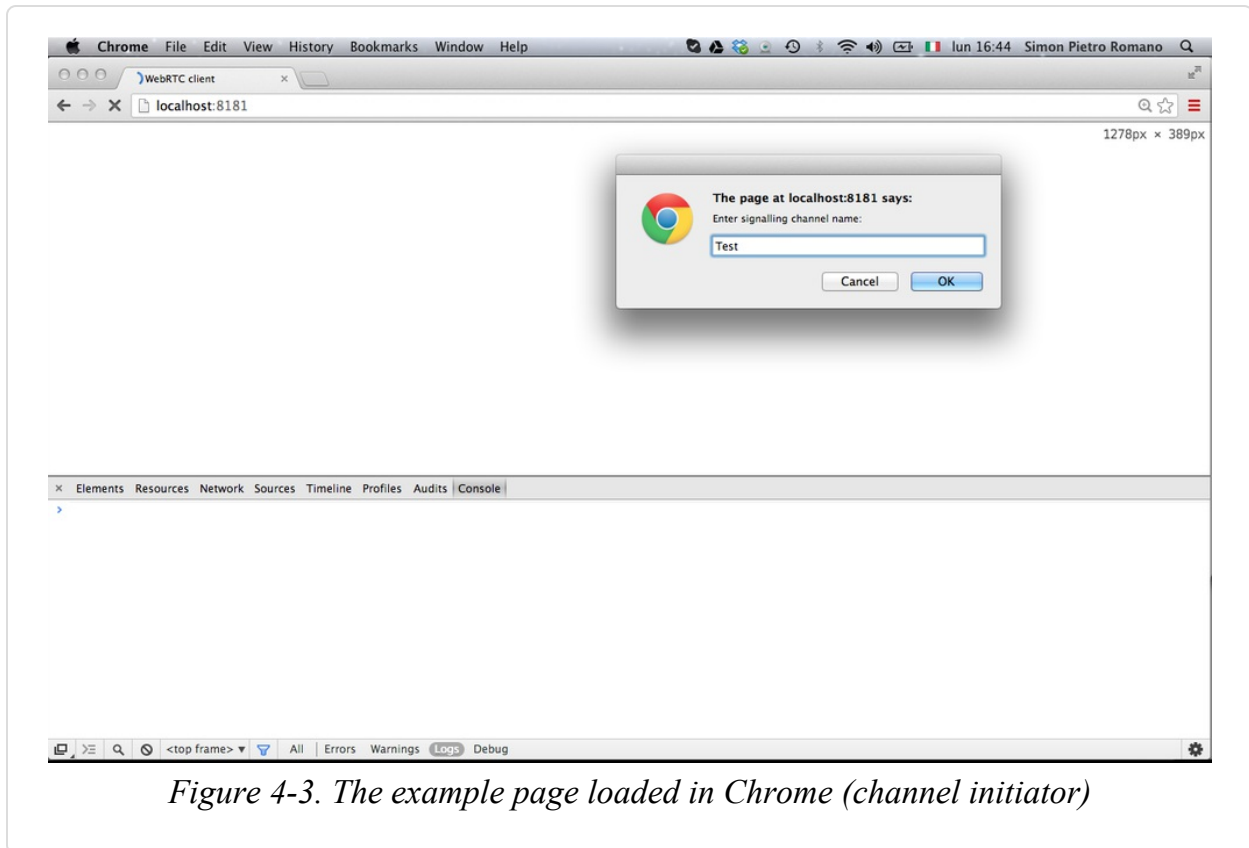 Chrome File Edit View History Bookmarks Window Help lun 16:44 Simon Pietro Romano
WebRTC client
localhost:8181
1278px × 389px
The page at localhost:8181 says:
Enter signalling channel name:
Test
Cancel OK
× Elements Resources Network Sources Timeline Profiles Audits Console
>
<top frame> ▼ All Errors Warnings Logs Debug
Figure 4-3. The example page loaded in Chrome (channel initiator)